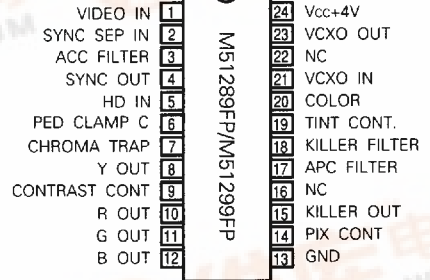 VIDEO IN 1
SYNC SEP IN 2
ACC FILTER 3
SYNC OUT 4
HD IN 5
PED CLAMP C 6
CHROMA TRAP 7
Y OUT 8
CONTRAST CONT 9
R OUT 10
G OUT 11
B OUT 12
M51289FP/M51299FP
24 Vcc+4V
23 VCXO OUT
22 NC
21 VCXO IN
20 COLOR
19 TINT CONT.
18 KILLER FILTER
17 APC FILTER
16 NC
15 KILLER OUT
14 PIX CONT
13 GND